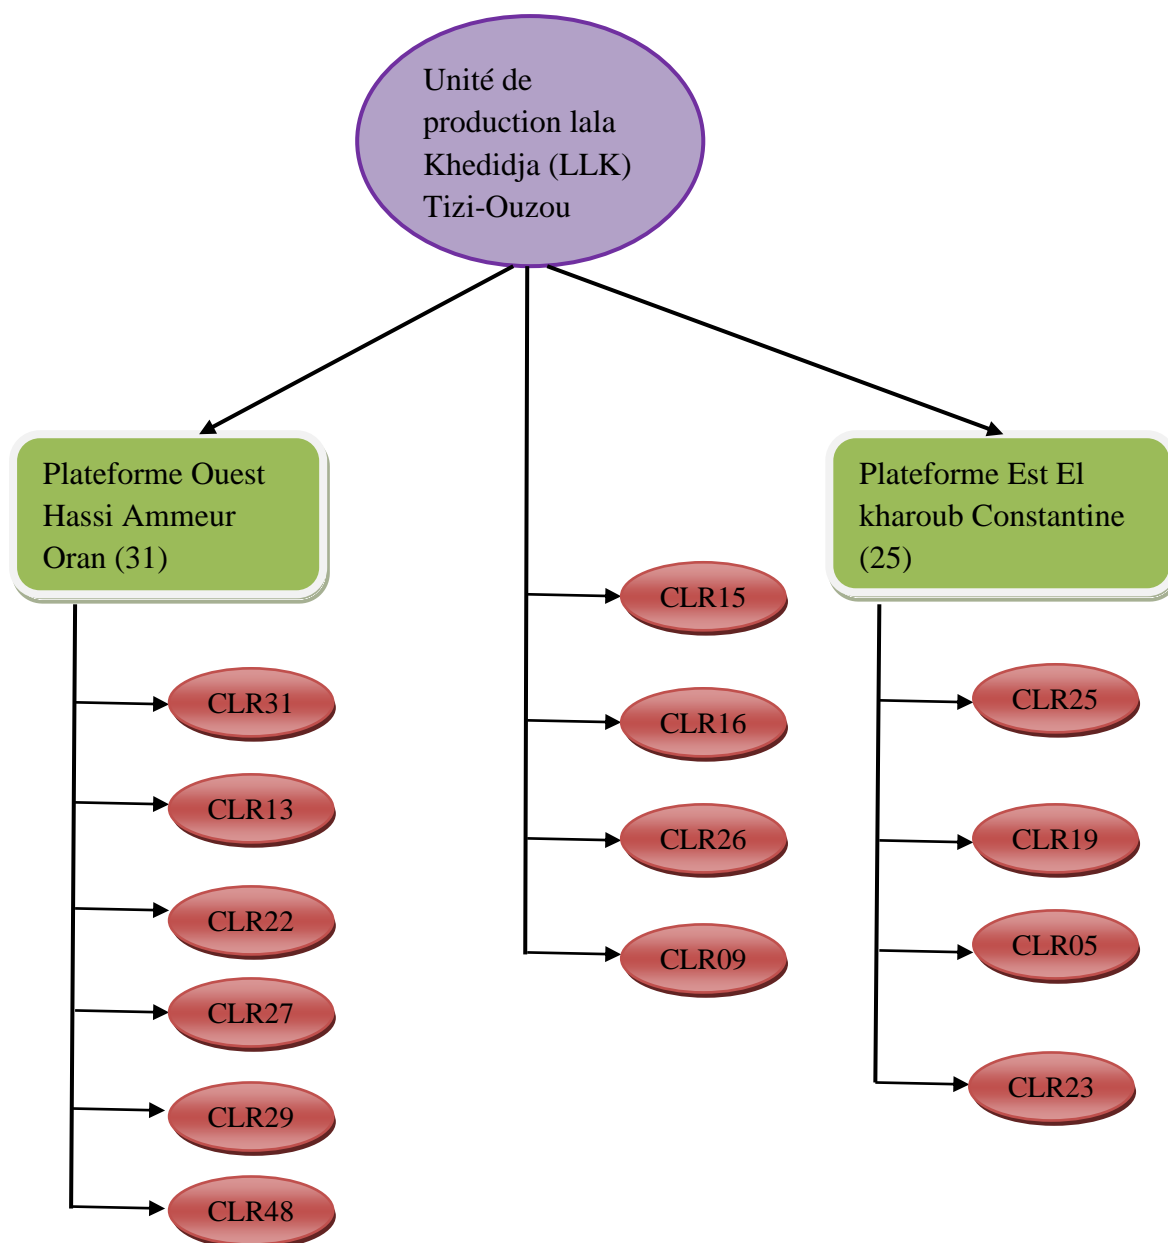 Unité de
production lala
Khedidja (LLK)
Tizi-Ouzou
Plateforme Ouest
Hassi Ammeur
Oran (31)
CLR31
CLR13
CLR22
CLR27
CLR29
CLR48
CLR15
CLR16
CLR26
CLR09
Plateforme Est El
kharoub Constantine
(25)
CLR25
CLR19
CLR05
CLR23